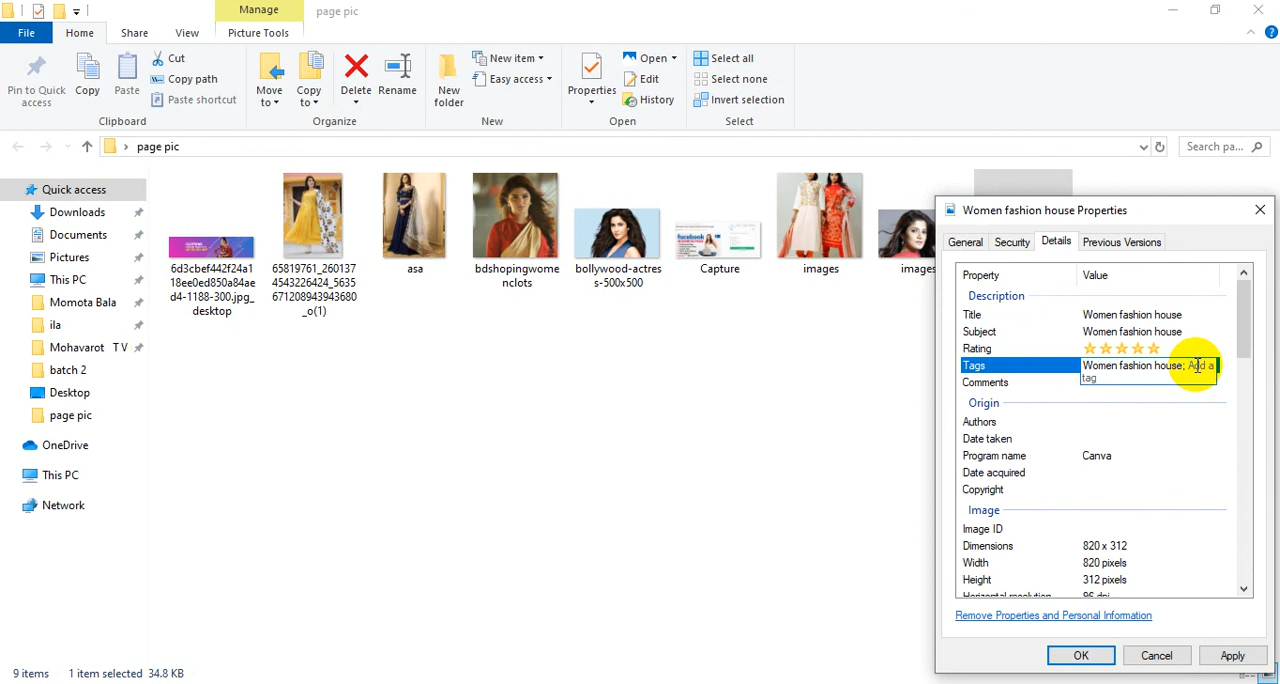 Manage
page pic
File
Home
Share
View
Picture Tools
Pin to Quick
access
Copy
Paste
Cut
Copy path
Paste shortcut
Clipboard
Move
to
Copy
to
Delete
Rename
Organize
New
folder
New item
Easy access
New
Properties
Open
Edit
History
Open
Select all
Select none
Invert selection
Select
page pic
Search pa...
Quick access
Downloads
Documents
Pictures
This PC
Momota Bala
ila
Mohavarot T V
batch 2
Desktop
page pic
OneDrive
This PC
Network
6d3cbef442f24a1
18ee0ed850a84ae
d4-1188-300.jpg_
desktop
65819761_260137
4543226424_5635
671208943943680
_o(1)
asa
bdshopingwome
nclots
bollywood-actres
s-500x500
facebook
Capture
images
images
Women fashion house Properties
General
Security
Details
Previous Versions
Property
Value
Description
Title
Women fashion house
Subject
Women fashion house
Rating
Tags
Women fashion house; Add a
tag
Comments
Origin
Authors
Date taken
Program name
Canva
Date acquired
Copyright
Image
Image ID
Dimensions
820 x 312
Width
820 pixels
Height
312 pixels
Horizontal resolution
96 dpi
Remove Properties and Personal Information
OK
Cancel
Apply
9 items
1 item selected 34.8 KB